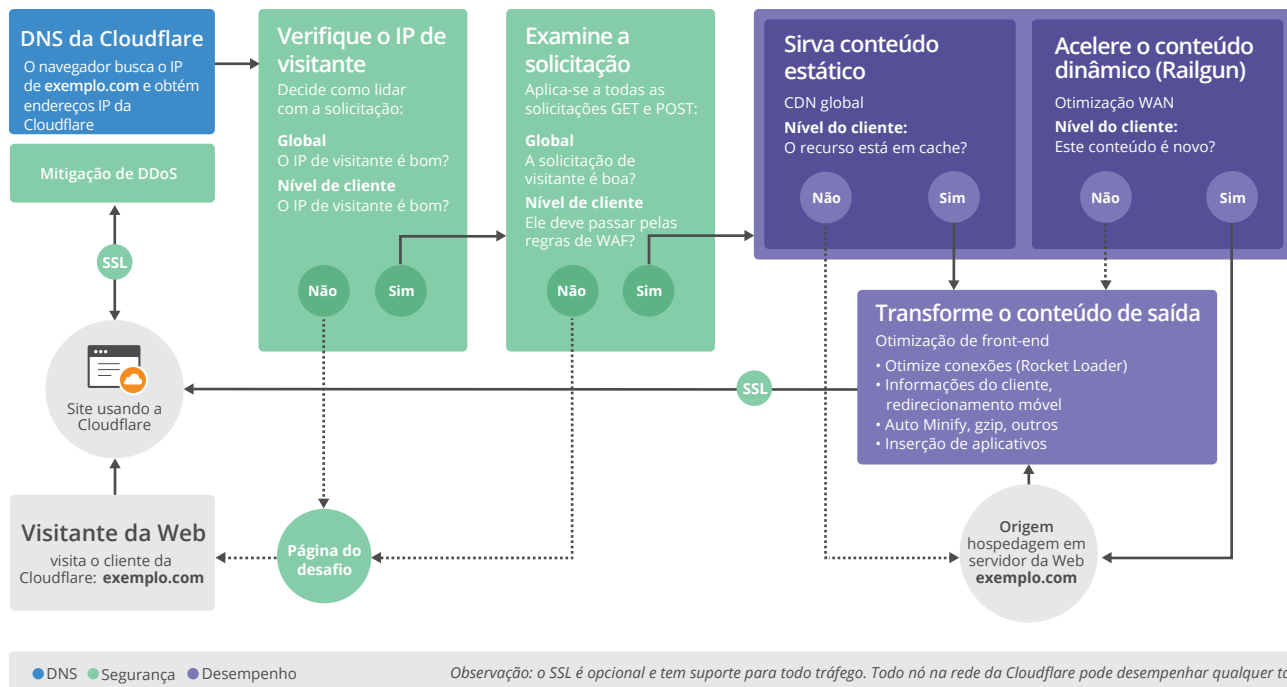 DNS da Cloudflare
O navegador busca o IP
de exemplo.com e obtém
endereços IP da
Cloudflare
Mitigação de DDoS
SSL
Site usando a
Cloudflare
Visitante da Web
visita o cliente da
Cloudflare: exemplo.com
Verifique o IP de
visitante
Decide como lidar
com a solicitação:
Global
O IP de visitante é bom?
Nível de cliente
O IP de visitante é bom?
Não
Sim
Página do
desafio
Examine a
solicitação
Aplica-se a todas as
solicitações GET e POST:
Global
A solicitação de
visitante é boa?
Nível de cliente
Ele deve passar pelas
regras de WAF?
Não
Sim
Sirva conteúdo
estático
CDN global
Nível do cliente:
O recurso está em cache?
Não
Sim
Acelere o conteúdo
dinâmico (Railgun)
Otimização WAN
Nível do cliente:
Este conteúdo é novo?
Não
Sim
Transforme o conteúdo de saída
Otimização de front-end
• Otimize conexões (Rocket Loader)
• Informações do cliente,
redirecionamento móvel
• Auto Minify, gzip, outros
• Inserção de aplicativos
SSL
Origem
hospedagem em
servidor da Web
exemplo.com
DNS Segurança Desempenho
Observação: o SSL é opcional e tem suporte para todo tráfego. Todo nó na rede da Cloudflare pode desempenhar qualquer